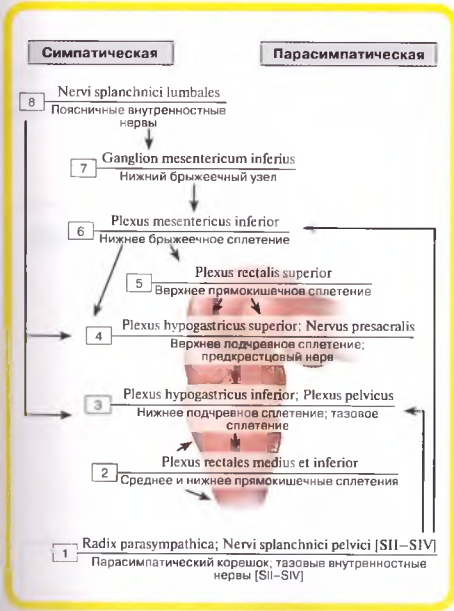 Симпатическая
Парасимпатическая
8
Nervi splanchnici lumbales
Поясничные внутренностные
нервы
7
Ganglion mesentericum inferius
Нижний брыжеечный узел
6
Plexus mesentericus inferior
Нижнее брыжеечное сплетение
5
Plexus rectalis superior
Верхнее прямокишечное сплетение
4
Plexus hypogastricus superior; Nervus presacralis
Верхнее подчревное сплетение;
предкрестцовый нерв
3
Plexus hypogastricus inferior; Plexus pelvicus
Нижнее подчревное сплетение; тазовое
сплетение
2
Plexus rectales medius et inferior
Среднее и нижнее прямокишечные сплетения
1
Radix parasympathica; Nervi splanchnici pelvici [SII–SIV]
Парасимпатический корешок; тазовые внутренностные
нервы [SII–SIV]